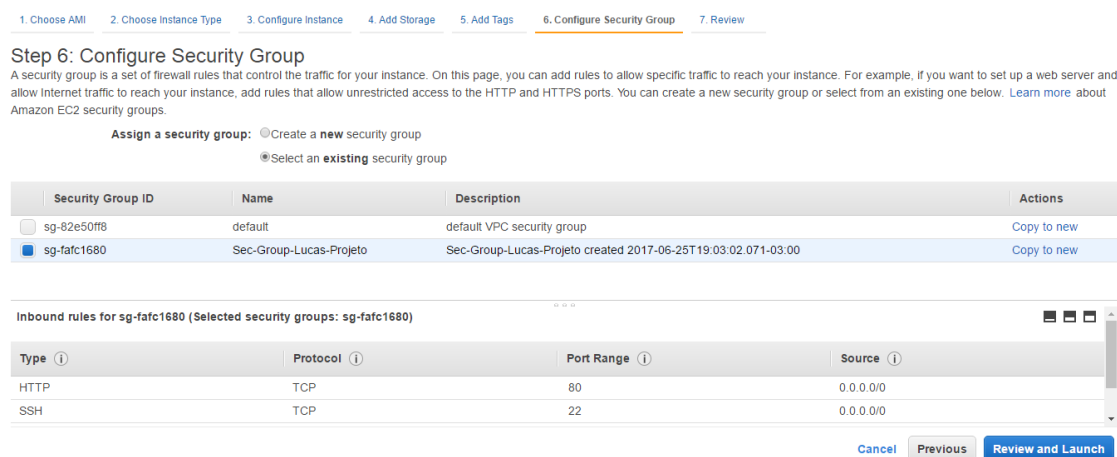 1. Choose AMI 2. Choose Instance Type 3. Configure Instance 4. Add Storage 5. Add Tags 6. Configure Security Group 7. Review
Step 6: Configure Security Group
A security group is a set of firewall rules that control the traffic for your instance. On this page, you can add rules to allow specific traffic to reach your instance. For example, if you want to set up a web server and
allow Internet traffic to reach your instance, add rules that allow unrestricted access to the HTTP and HTTPS ports. You can create a new security group or select from an existing one below. Learn more about
Amazon EC2 security groups.
Assign a security group: Create a new security group
Select an existing security group
Security Group ID Name Description Actions
sg-82e50ff8 default default VPC security group Copy to new
sg-fafc1680 Sec-Group-Lucas-Projeto Sec-Group-Lucas-Projeto created 2017-06-25T19:03:02.071-03:00 Copy to new
Inbound rules for sg-fafc1680 (Selected security groups: sg-fafc1680)
Type Protocol Port Range Source
HTTP TCP 80 0.0.0.0/0
SSH TCP 22 0.0.0.0/0
Cancel Previous Review and Launch